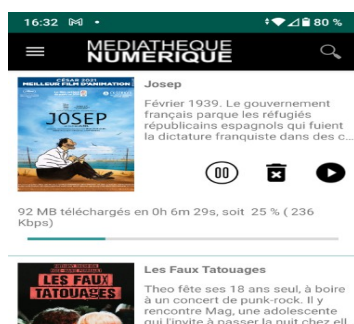 16:32
80 %
MEDIATHEQUE
NUMERIQUE
CÉSAR 2021
MEILLEUR FILM D'ANIMATION
JOSEP
Josep
Février 1939. Le gouvernement
français parque les réfugiés
républicains espagnols qui fuient
la dictature franquiste dans des c...
92 MB téléchargés en 0h 6m 29s, soit 25 % ( 236
Kbps)
LES FAUX
TATOUAGES
Les Faux Tatouages
Theo fête ses 18 ans seul, à boire
à un concert de punk-rock. Il y
rencontre Mag, une adolescente
qui l'invite à passer la nuit chez ell